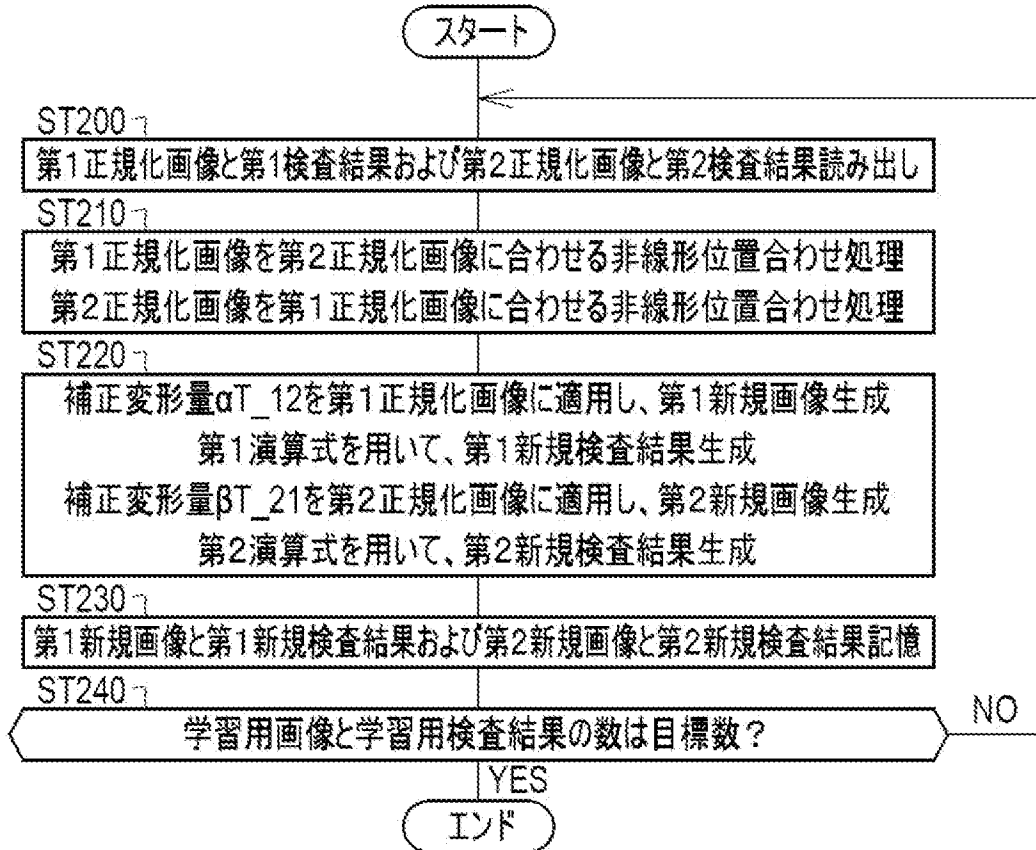 スタート
ST200
第1正規化画像と第1検査結果および第2正規化画像と第2検査結果読み出し
ST210
第1正規化画像を第2正規化画像に合わせる非線形位置合わせ処理
第2正規化画像を第1正規化画像に合わせる非線形位置合わせ処理
ST220
補正変形量αT_12を第1正規化画像に適用し、第1新規画像生成
第1演算式を用いて、第1新規検査結果生成
補正変形量βT_21を第2正規化画像に適用し、第2新規画像生成
第2演算式を用いて、第2新規検査結果生成
ST230
第1新規画像と第1新規検査結果および第2新規画像と第2新規検査結果記憶
ST240
学習用画像と学習用検査結果の数は目標数？
NO
YES
エンド